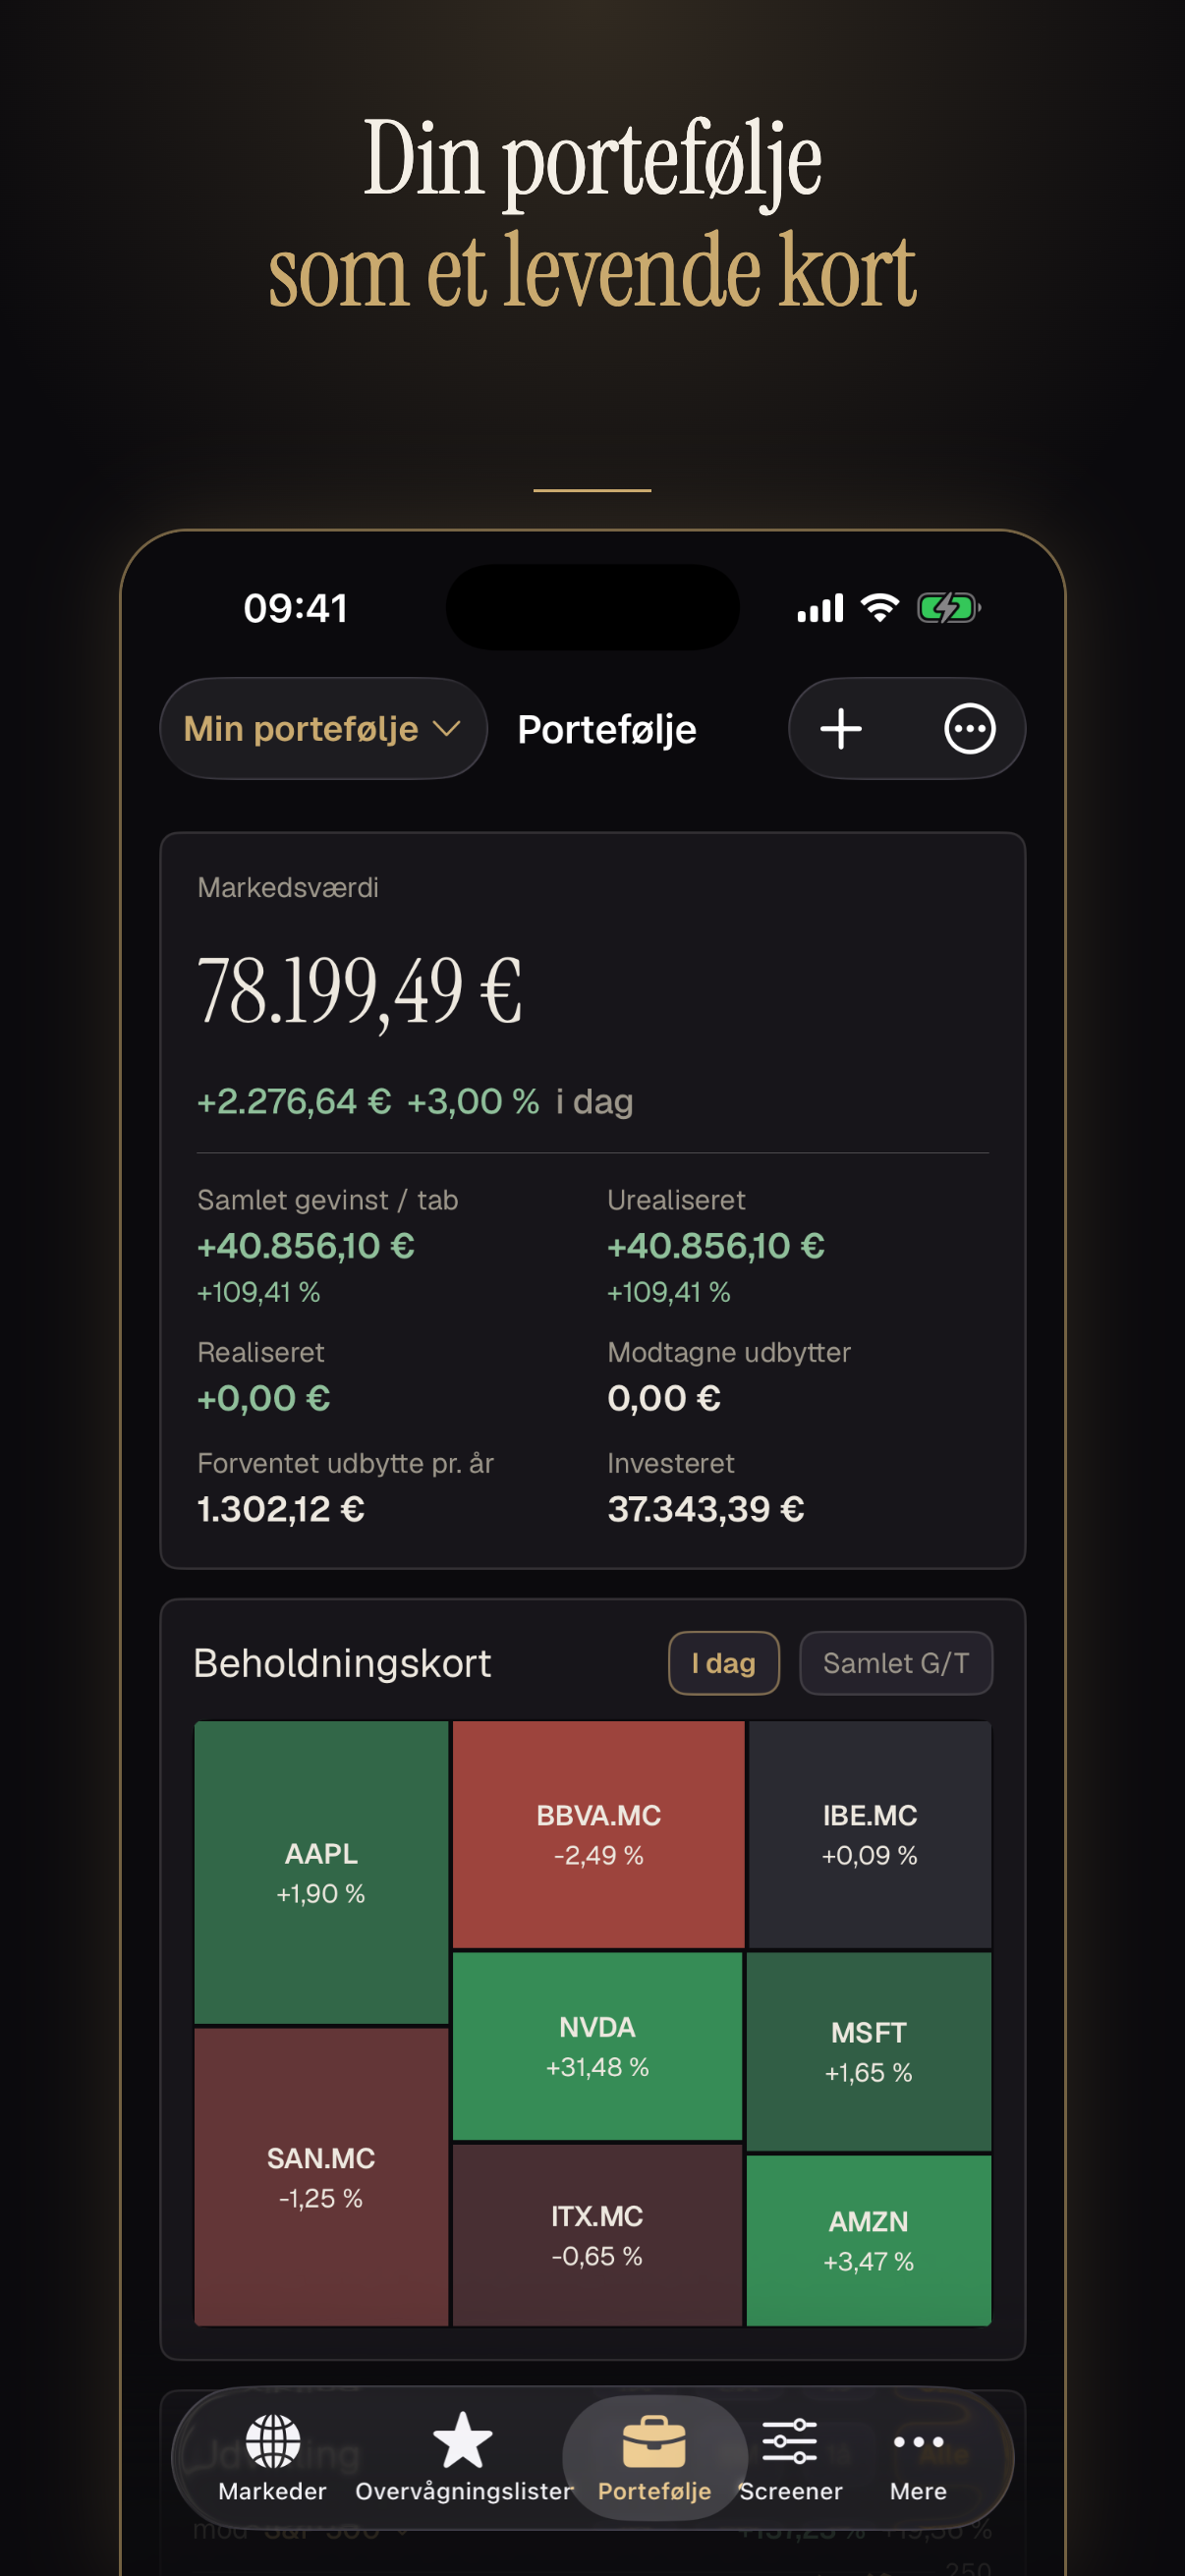 Din portefølje
som et levende kort
09:41
Min portefølje
Portefølje
Markedsværdi
78.199,49 €
+2.276,64 € +3,00 % i dag
Samlet gevinst / tab
+40.856,10 €
+109,41 %
Urealiseret
+40.856,10 €
+109,41 %
Realiseret
+0,00 €
Modtagne udbytter
0,00 €
Forventet udbytte pr. år
1.302,12 €
Investeret
37.343,39 €
Beholdningskort
I dag
Samlet G/T
AAPL
+1,90 %
BBVA.MC
-2,49 %
IBE.MC
+0,09 %
NVDA
+31,48 %
MSFT
+1,65 %
SAN.MC
-1,25 %
ITX.MC
-0,65 %
AMZN
+3,47 %
Alle
Markeder
Overvågningslister
Portefølje
Screener
Mere
mod S&P 500
250